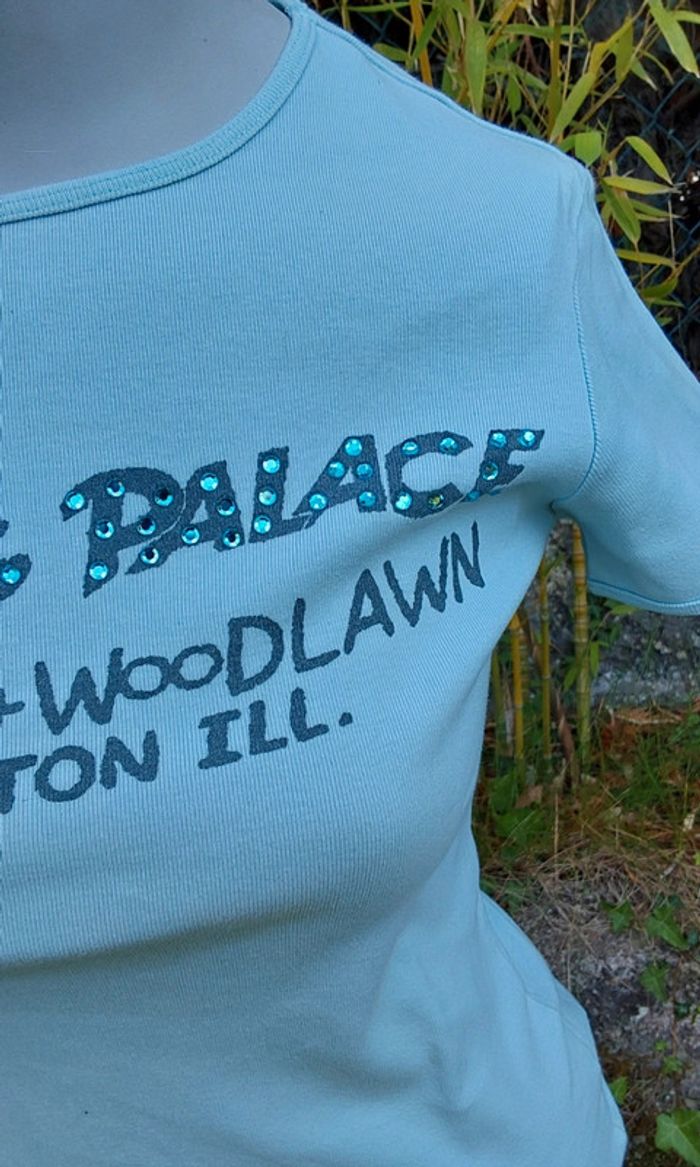 S PALACE
+ WOODLAWN
TON ILL.